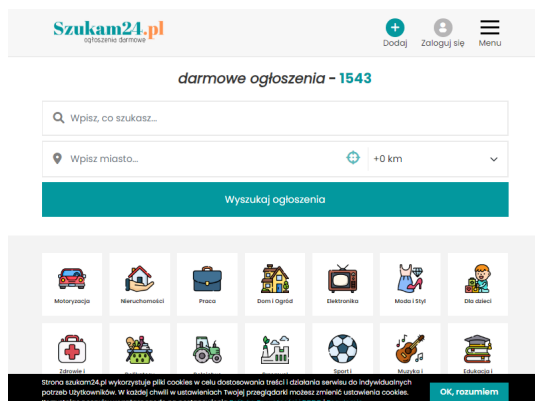 Szukam24.pl
ogłoszenia darmowe
Dodaj
Zaloguj się
Menu
darmowe ogłoszenia - 1543
Wpisz, co szukasz...
Wpisz miasto...
+0 km
Wyszukaj ogłoszenia
Motoryzacja
Nieruchomości
Praca
Dom i Ogród
Elektronika
Moda i Styl
Dla dzieci
Zdrowie i
Sport i
Muzyka i
Edukacja i
Strona szukam24.pl wykorzystuje pliki cookies w celu dostosowania treści i działania serwisu do indywidualnych
potrzeb Użytkowników. W każdej chwili w ustawieniach Twojej przeglądarki możesz zmienić ustawienia cookies.
OK, rozumiem